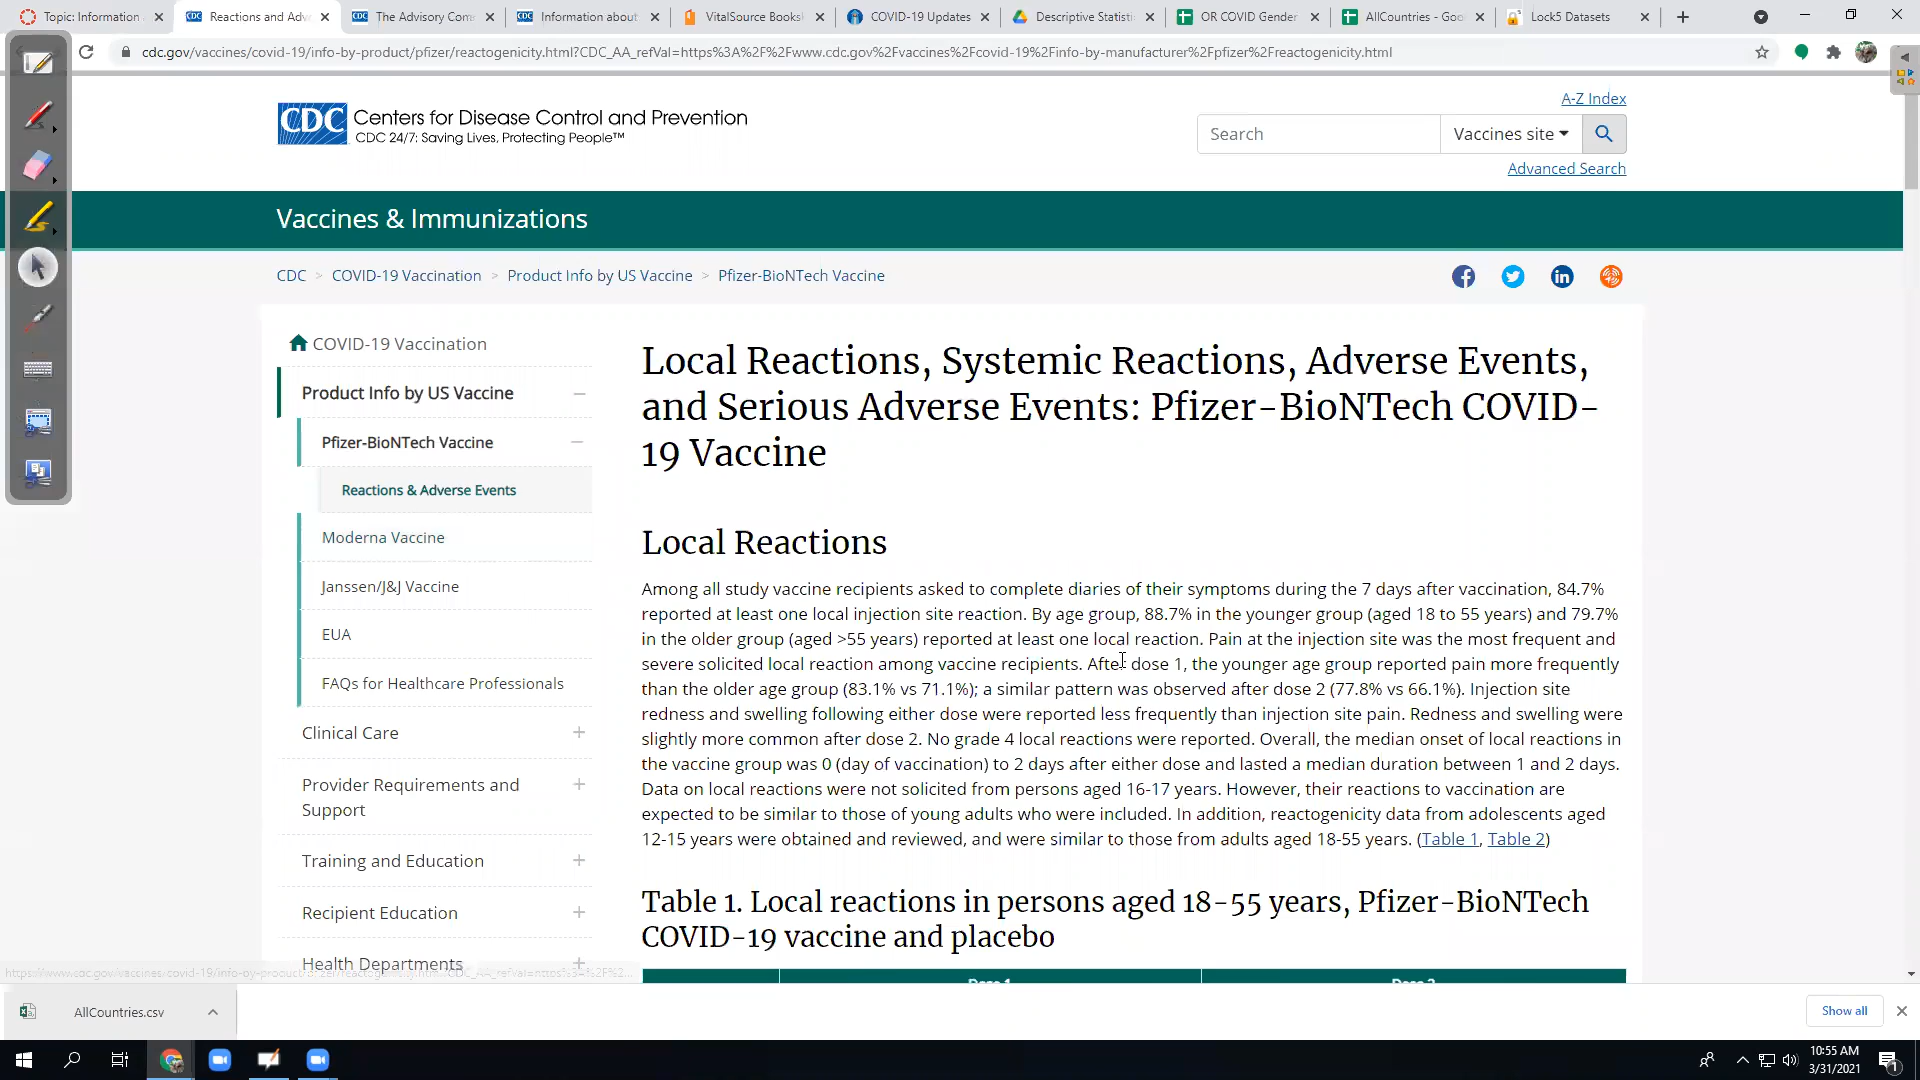 Topic: Information
Reactions and Adv
The Advisory Com
Information about
VitalSource Books
COVID-19 Updates
Descriptive Statisti
OR COVID Gender
AllCountries - Goo
Lock5 Datasets
cdc.gov/vaccines/covid-19/info-by-product/pfizer/reactogenicity.html?CDC_AA_refVal=https%3A%2F%2Fwww.cdc.gov%2Fvaccines%2Fcovid-19%2Finfo-by-manufacturer%2Fpfizer%2Freactogenicity.html
A-Z Index
CDC Centers for Disease Control and Prevention
CDC 24/7: Saving Lives, Protecting People™
Search
Vaccines site
Advanced Search
Vaccines & Immunizations
CDC > COVID-19 Vaccination > Product Info by US Vaccine > Pfizer-BioNTech Vaccine
COVID-19 Vaccination
Product Info by US Vaccine
Pfizer-BioNTech Vaccine
Reactions & Adverse Events
Moderna Vaccine
Janssen/J&J Vaccine
EUA
FAQs for Healthcare Professionals
Clinical Care
Provider Requirements and
Support
Training and Education
Recipient Education
Health Departments
Local Reactions, Systemic Reactions, Adverse Events,
and Serious Adverse Events: Pfizer-BioNTech COVID-
19 Vaccine
Local Reactions
Among all study vaccine recipients asked to complete diaries of their symptoms during the 7 days after vaccination, 84.7%
reported at least one local injection site reaction. By age group, 88.7% in the younger group (aged 18 to 55 years) and 79.7%
in the older group (aged >55 years) reported at least one local reaction. Pain at the injection site was the most frequent and
severe solicited local reaction among vaccine recipients. After dose 1, the younger age group reported pain more frequently
than the older age group (83.1% vs 71.1%); a similar pattern was observed after dose 2 (77.8% vs 66.1%). Injection site
redness and swelling following either dose were reported less frequently than injection site pain. Redness and swelling were
slightly more common after dose 2. No grade 4 local reactions were reported. Overall, the median onset of local reactions in
the vaccine group was 0 (day of vaccination) to 2 days after either dose and lasted a median duration between 1 and 2 days.
Data on local reactions were not solicited from persons aged 16-17 years. However, their reactions to vaccination are
expected to be similar to those of young adults who were included. In addition, reactogenicity data from adolescents aged
12-15 years were obtained and reviewed, and were similar to those from adults aged 18-55 years. (Table 1, Table 2)
Table 1. Local reactions in persons aged 18-55 years, Pfizer-BioNTech
COVID-19 vaccine and placebo
Dose 1
Dose 2
AllCountries.csv
Show all
10:55 AM
3/31/2021
1